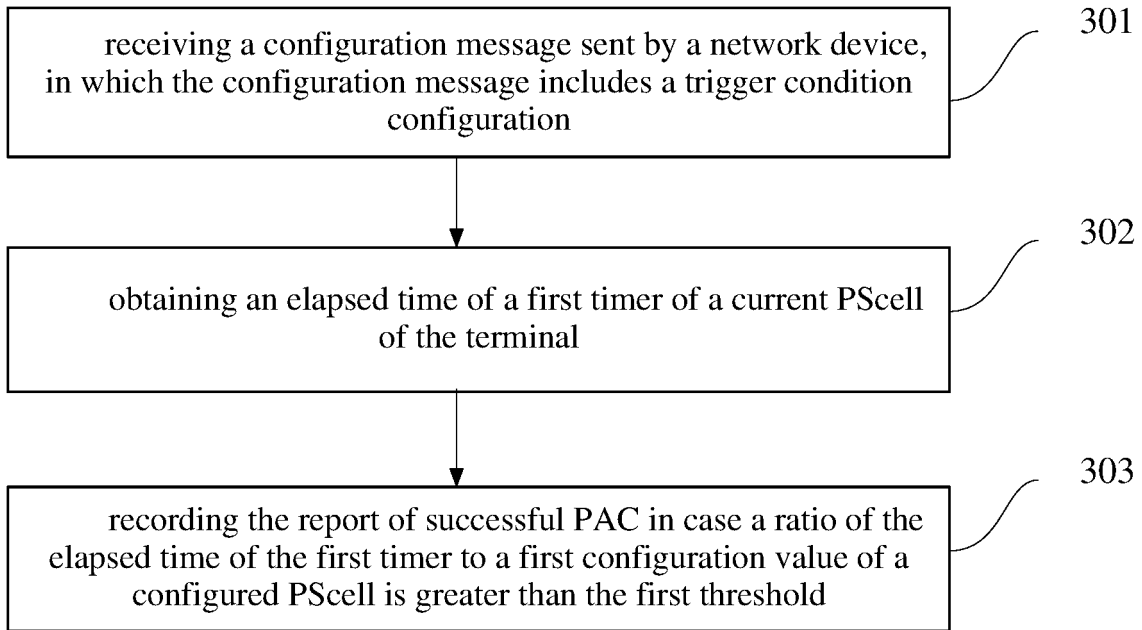 301
receiving a configuration message sent by a network device,
in which the configuration message includes a trigger condition
configuration
302
obtaining an elapsed time of a first timer of a current PScell
of the terminal
303
recording the report of successful PAC in case a ratio of the
elapsed time of the first timer to a first configuration value of a
configured PScell is greater than the first threshold